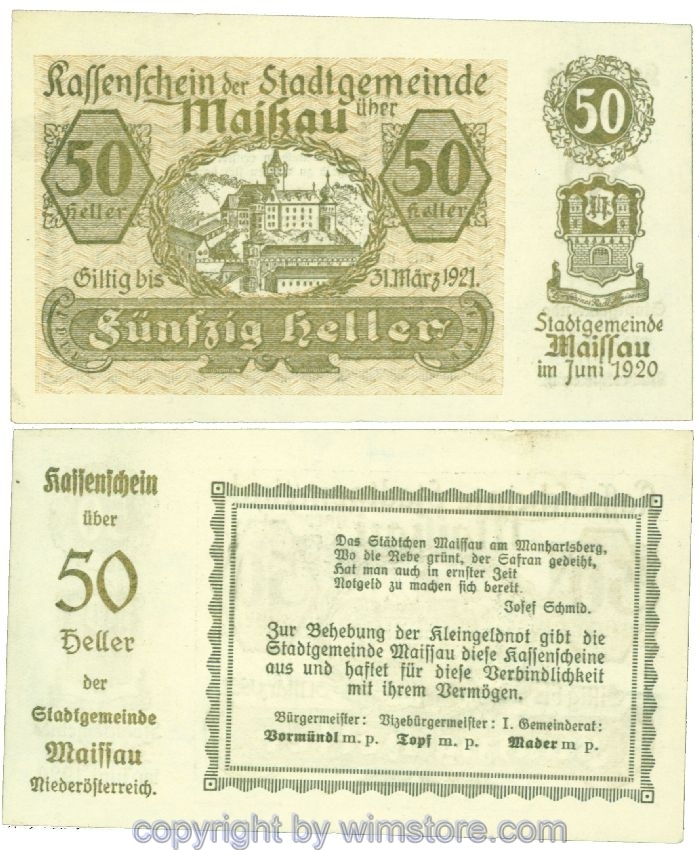 Kassenschein der Stadtgemeinde
Maissau über
50 Heller
50 Heller
Giltig bis 31. März 1921.
Fünfzig Heller
50
Stadtgemeinde
Maissau
im Juni 1920
Kassenschein
über
50
Heller
der
Stadtgemeinde
Maissau
Niederösterreich.
Das Städtchen Maissau am Manhartsberg,
Wo die Rebe grünt, der Safran gedeiht,
Hat man auch in ernster Zeit
Notgeld zu machen sich bereit.
Josef Schmid.
Zur Behebung der Kleingeldnot gibt die
Stadtgemeinde Maissau diese Kassenscheine
aus und haftet für diese Verbindlichkeit
mit ihrem Vermögen.
Bürgermeister: Vizebürgermeister: I. Gemeinderat:
Vormündl m. p. Topf m. p. Mader m p.
copyright by wimstore.com